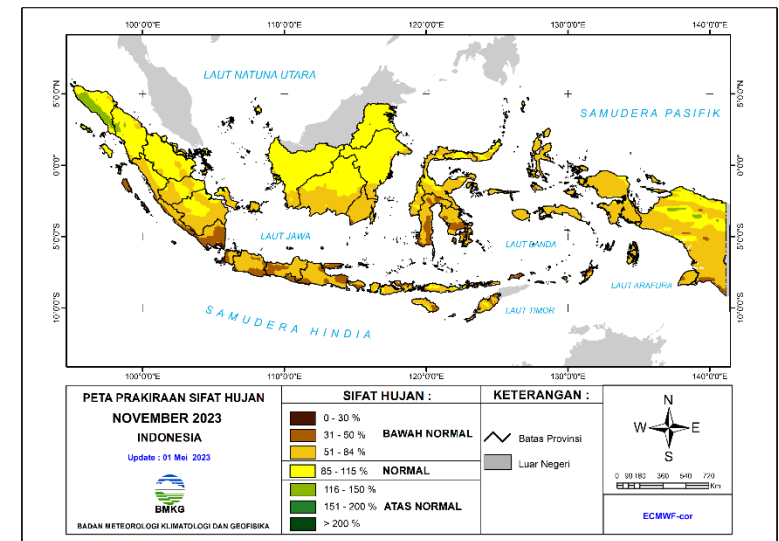 100°0'0"E 110°0'0"E 120°0'0"E 130°0'0"E 140°0'0"E
LAUT NATUNA UTARA
5°0'0"N 5°0'0"N
SAMUDERA PASIFIK
0°0'0" 0°0'0"
LAUT JAWA
LAUT BANDA
5°0'0"S 5°0'0"S
LAUT ARAFURA
SAMUDERA HINDIA
LAUT TIMOR
10°0'0"S 10°0'0"S
100°0'0"E 110°0'0"E 120°0'0"E 130°0'0"E 140°0'0"E
PETA PRAKIRAAN SIFAT HUJAN
NOVEMBER 2023
INDONESIA
Update : 01 Mei 2023
BMKG
BADAN METEOROLOGI KLIMATOLOGI DAN GEOFISIKA
SIFAT HUJAN :
0 - 30 %
31 - 50 % BAWAH NORMAL
51 - 84 %
85 - 115 % NORMAL
116 - 150 %
151 - 200 % ATAS NORMAL
> 200 %
KETERANGAN :
Batas Provinsi
Luar Negeri
N
W E
S
0 90 180 360 540 720
Km
ECMWF-cor